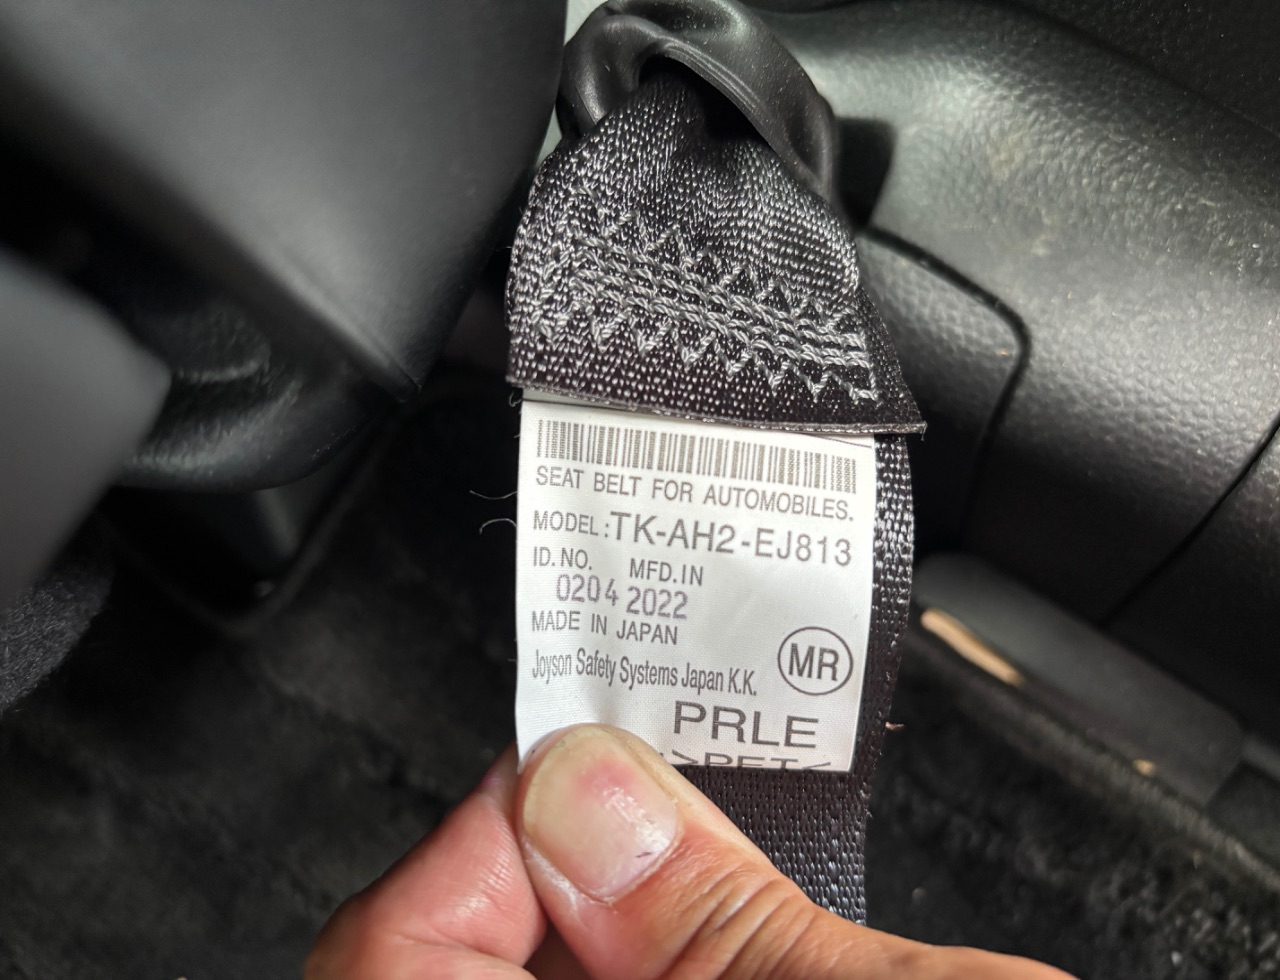 SEAT BELT FOR AUTOMOBILES.
MODEL:TK-AH2-EJ813
ID.NO. MFD.IN
0204 2022
MADE IN JAPAN
MR
Joyson Safety Systems Japan K.K.
PRLE
>PET<